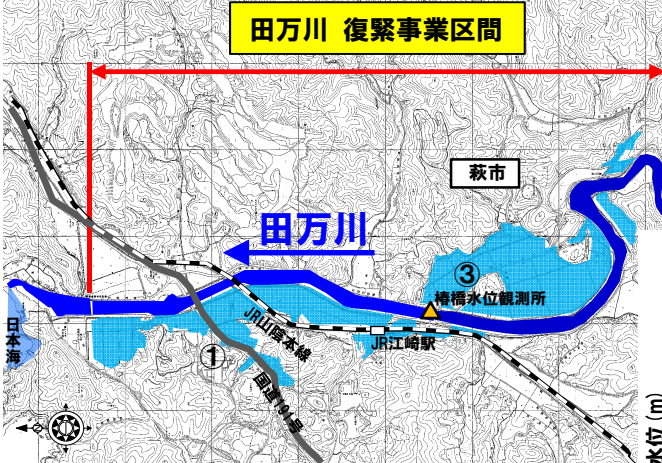 田万川 復緊事業区間
萩市
田万川
③
椿橋水位観測所
日本海
JR山陰本線
JR江崎駅
①
国道191号
水位(m)